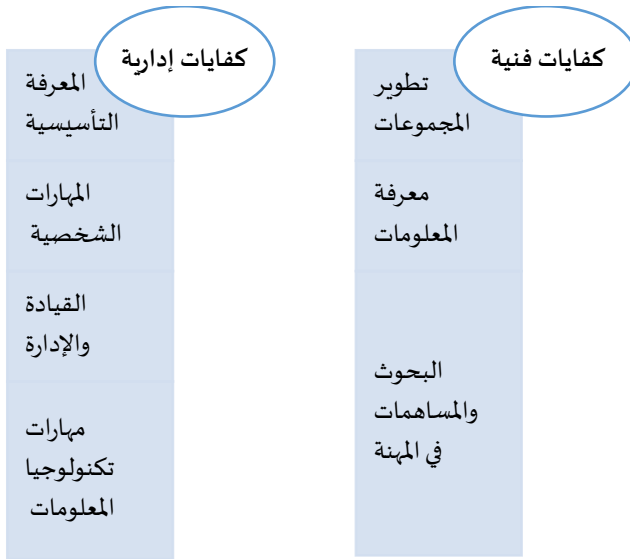 كفايات فنية
تطوير
المجموعات
معرفة
المعلومات
البحوث
والمساهمات
في المهنة
كفايات إدارية
المعرفة
التأسيسية
المهارات
الشخصية
القيادة
والإدارة
مهارات
تكنولوجيا
المعلومات